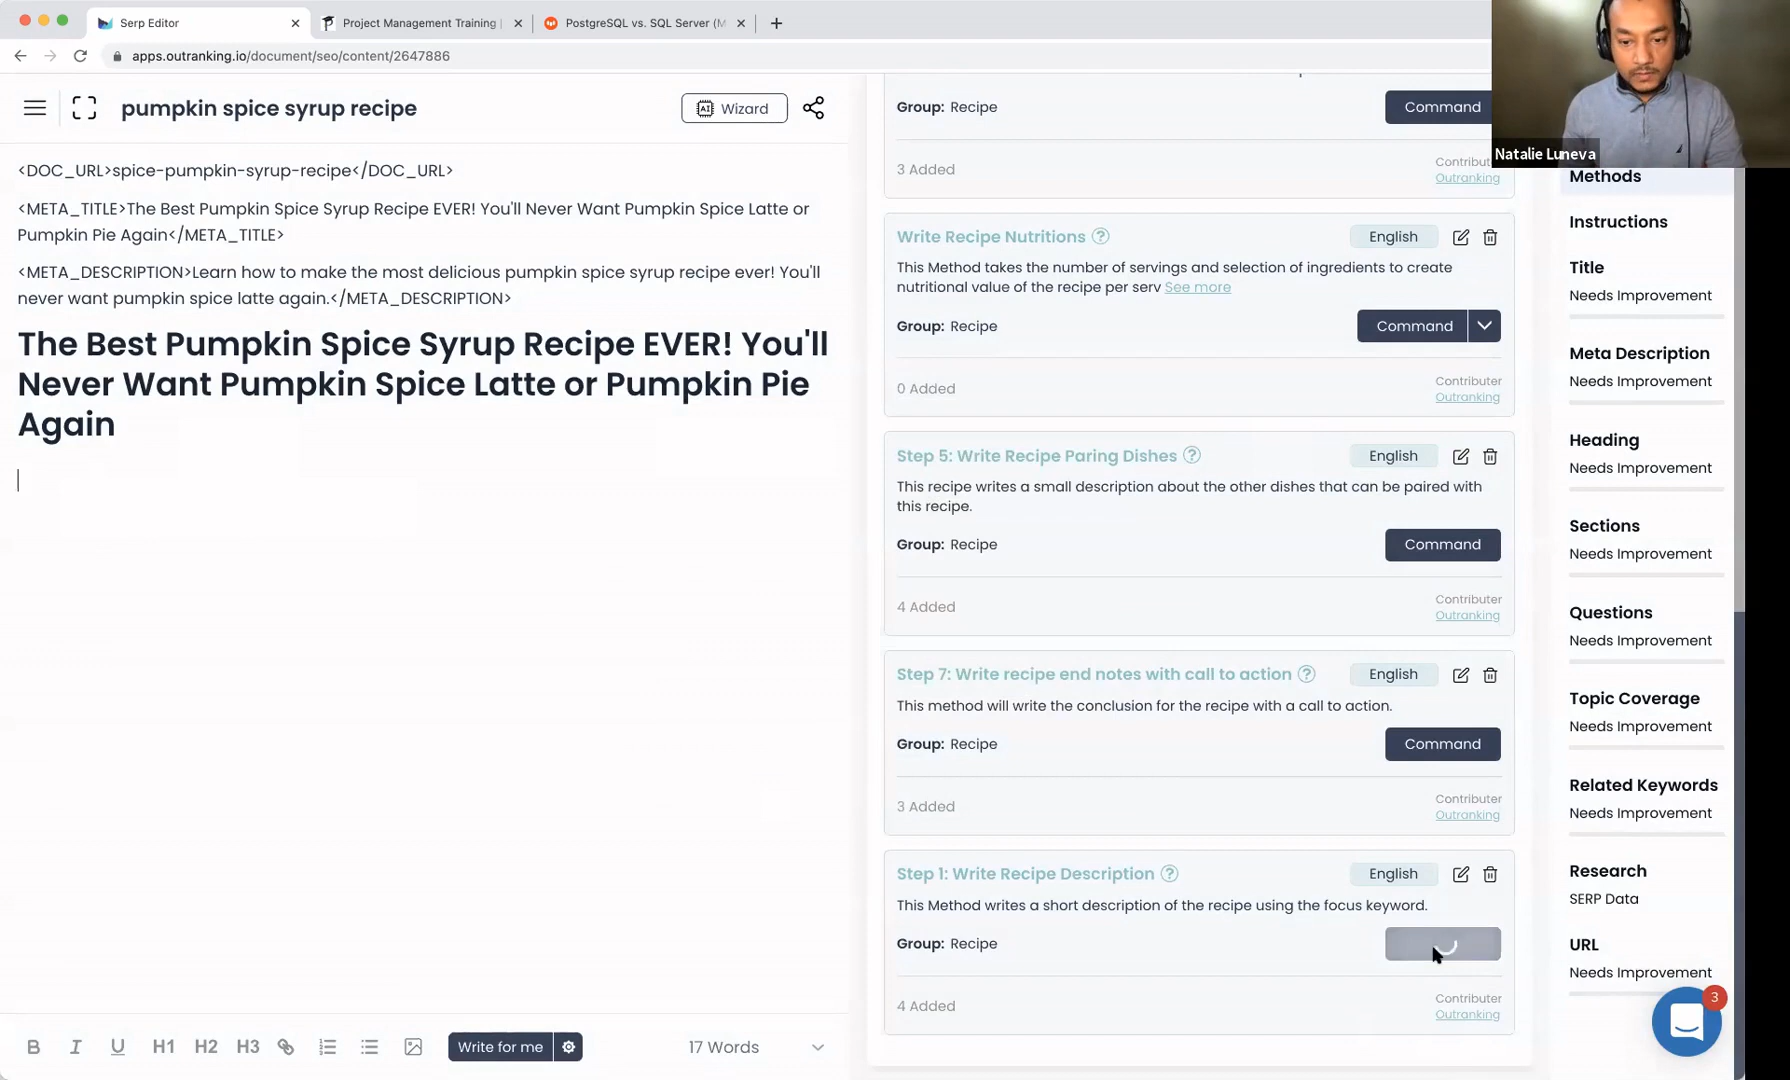 Serp Editor
Project Management Training |
PostgreSQL vs. SQL Server (M
apps.outranking.io/document/seo/content/2647886
pumpkin spice syrup recipe
Wizard
<DOC_URL>spice-pumpkin-syrup-recipe</DOC_URL>
<META_TITLE>The Best Pumpkin Spice Syrup Recipe EVER! You'll Never Want Pumpkin Spice Latte or
Pumpkin Pie Again</META_TITLE>
<META_DESCRIPTION>Learn how to make the most delicious pumpkin spice syrup recipe ever! You'll
never want pumpkin spice latte again.</META_DESCRIPTION>
The Best Pumpkin Spice Syrup Recipe EVER! You'll
Never Want Pumpkin Spice Latte or Pumpkin Pie
Again
B
I
U
H1
H2
H3
Write for me
17 Words
Group: Recipe
Command
3 Added
Contribut
Outranking
Write Recipe Nutritions ?
English
This Method takes the number of servings and selection of ingredients to create
nutritional value of the recipe per serv See more
Group: Recipe
Command
0 Added
Contributer
Outranking
Step 5: Write Recipe Paring Dishes ?
English
This recipe writes a small description about the other dishes that can be paired with
this recipe.
Group: Recipe
Command
4 Added
Contributer
Outranking
Step 7: Write recipe end notes with call to action ?
English
This method will write the conclusion for the recipe with a call to action.
Group: Recipe
Command
3 Added
Contributer
Outranking
Step 1: Write Recipe Description ?
English
This Method writes a short description of the recipe using the focus keyword.
Group: Recipe
4 Added
Contributer
Outranking
Natalie Luneva
Methods
Instructions
Title
Needs Improvement
Meta Description
Needs Improvement
Heading
Needs Improvement
Sections
Needs Improvement
Questions
Needs Improvement
Topic Coverage
Needs Improvement
Related Keywords
Needs Improvement
Research
SERP Data
URL
Needs Improvement
3